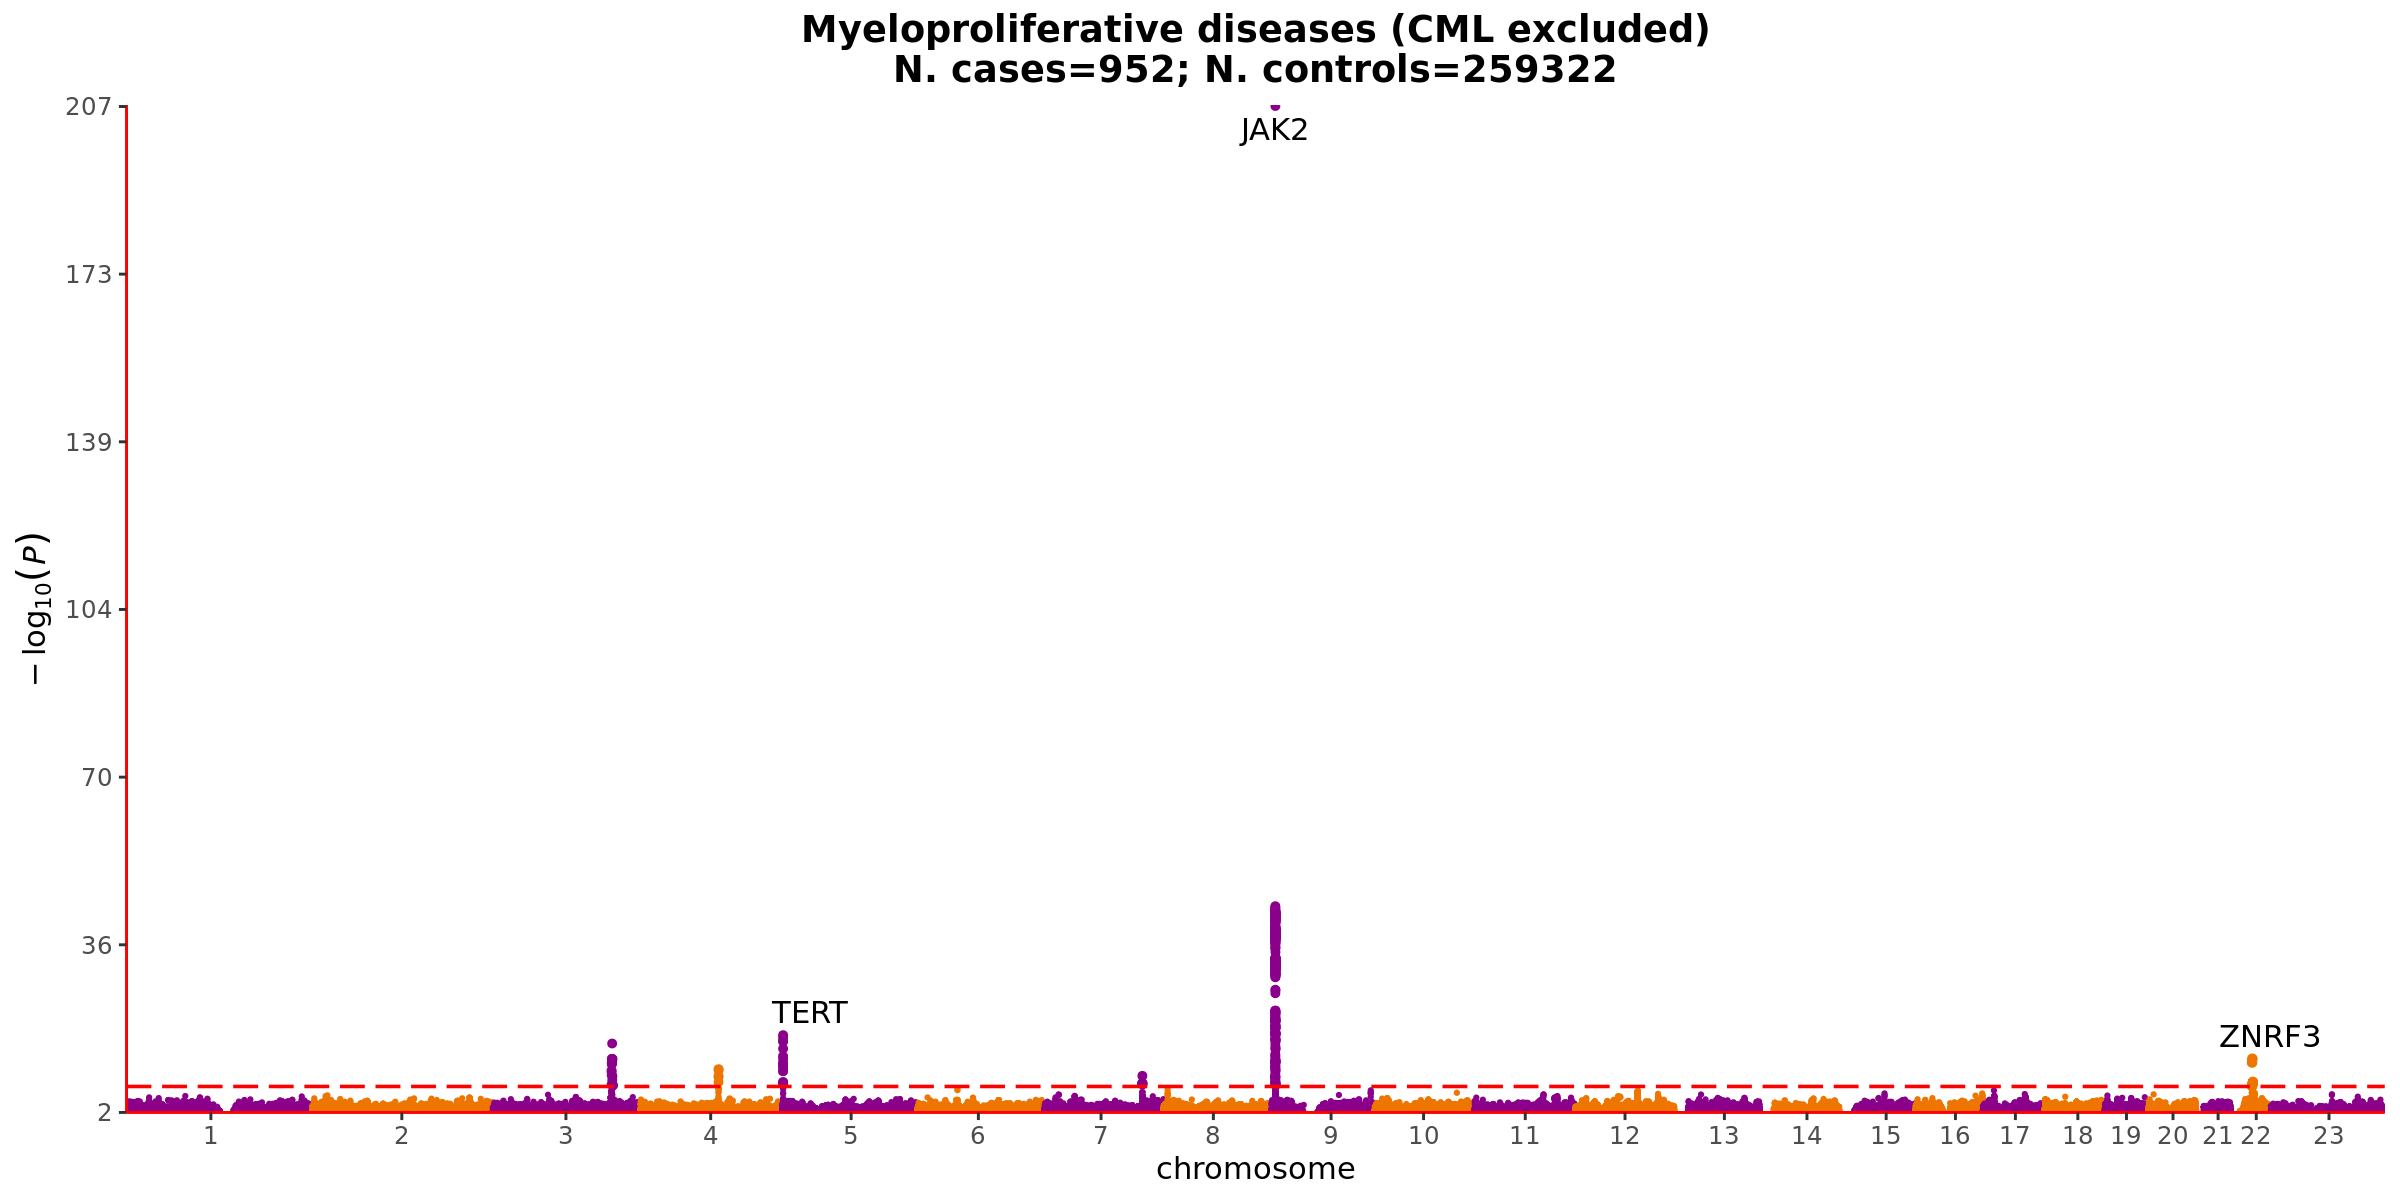 Myeloproliferative diseases (CML excluded)
N. cases=952; N. controls=259322
207
173
139
104
70
36
2
−log10(P)
JAK2
TERT
ZNRF3
1 2 3 4 5 6 7 8 9 10 11 12 13 14 15 16 17 18 19 20 21 22 23
chromosome